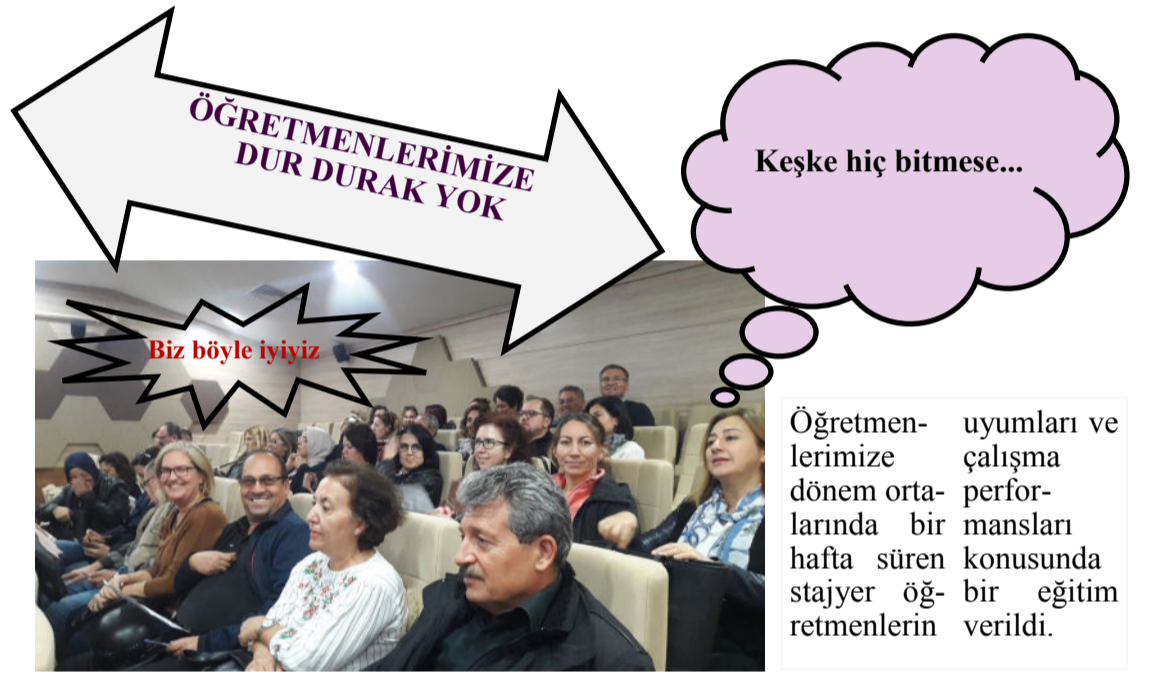 ÖĞRETMENLERİMİZE
DUR DURAK YOK
Keşke hiç bitmese...
Biz böyle iyiyiz
Öğretmen-
lerimize
dönem orta-
larında bir
hafta süren
stajyer öğ-
retmenlerin
uyumları ve
çalışma
perfor-
mansları
konusunda
bir eğitim
verildi.